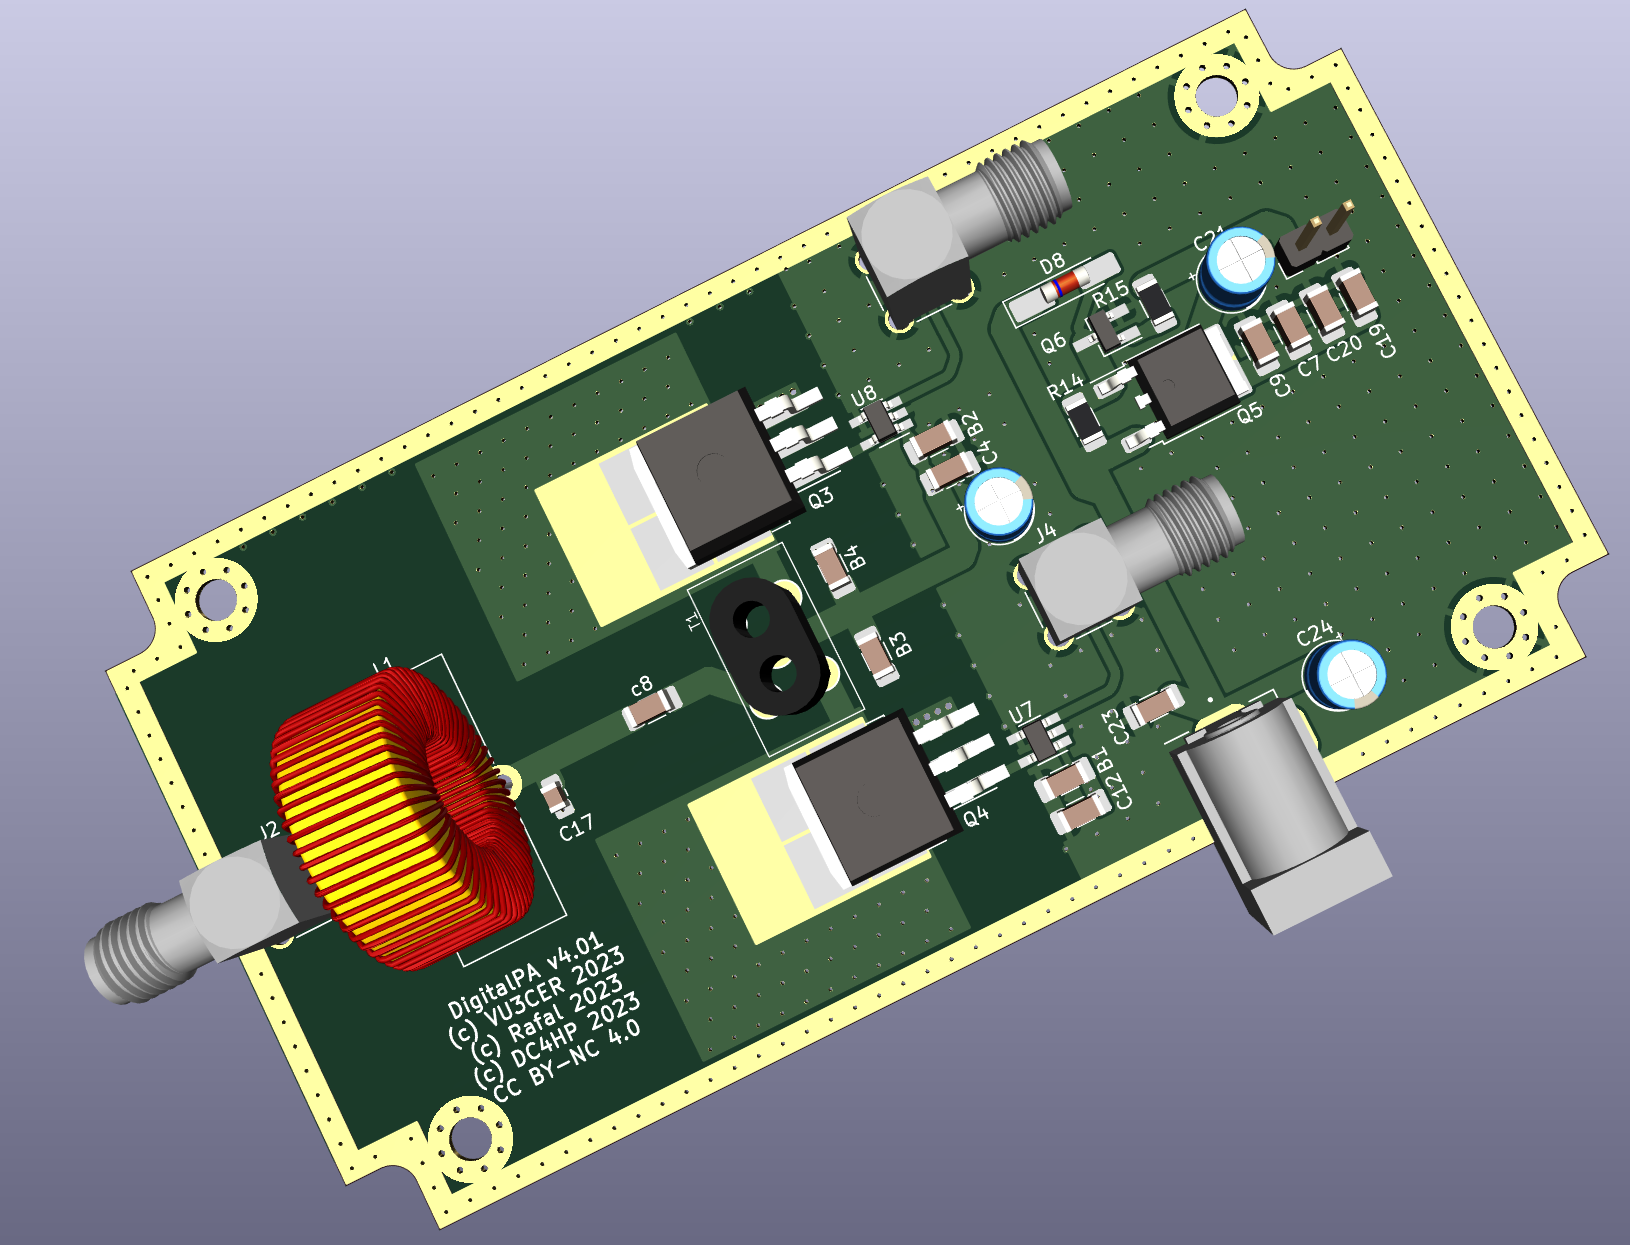 D8
R15
C21
Q6
R14
Q5
C9
C7
C20
C19
U8
B2
C4
Q3
B4
J4
T1
B3
c8
L1
C24
U7
C23
B1
C12
Q4
C17
J2
DigitalPA v4.01
(c) VU3CER 2023
(c) Rafal 2023
(c) DC4HP 2023
CC BY-NC 4.0